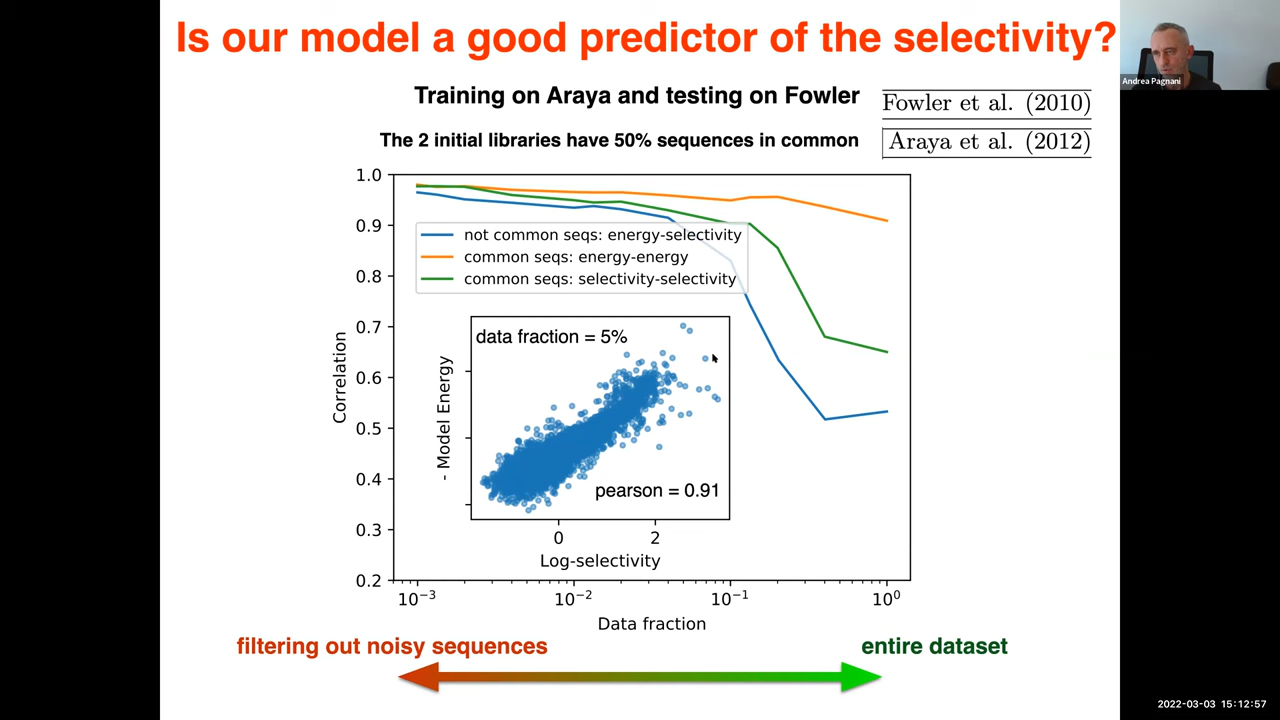 Is our model a good predictor of the selectivity?
Andrea Pagnani
Training on Araya and testing on Fowler
Fowler et al. (2010)
The 2 initial libraries have 50% sequences in common
Araya et al. (2012)
1.0
0.9
0.8
0.7
0.6
0.5
0.4
0.3
0.2
Correlation
not common seqs: energy-selectivity
common seqs: energy-energy
common seqs: selectivity-selectivity
data fraction = 5%
- Model Energy
pearson = 0.91
0 2
Log-selectivity
10⁻³ 10⁻² 10⁻¹ 10⁰
Data fraction
filtering out noisy sequences
entire dataset
2022-03-03 15:12:57